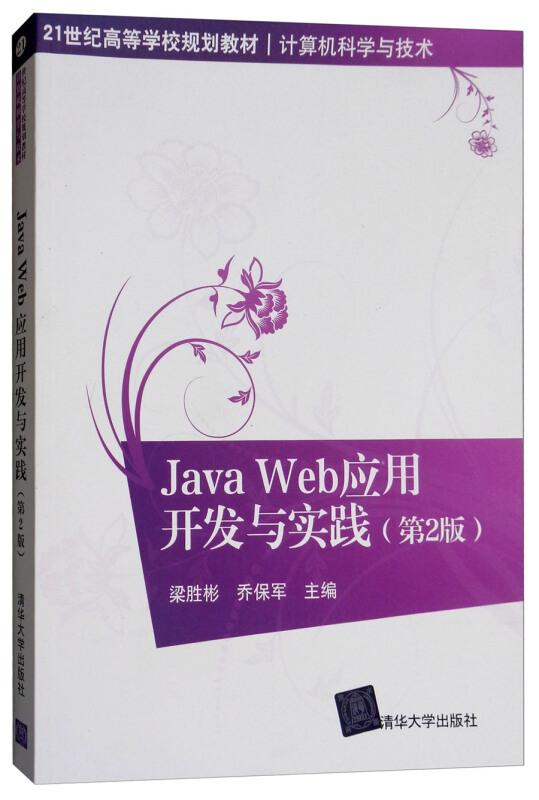 21世纪高等学校规划教材 | 计算机科学与技术
Java Web应用
开发与实践（第2版）
梁胜彬 乔保军 主编
清华大学出版社
Java Web 应用开发与实践（第2版）
清华大学出版社